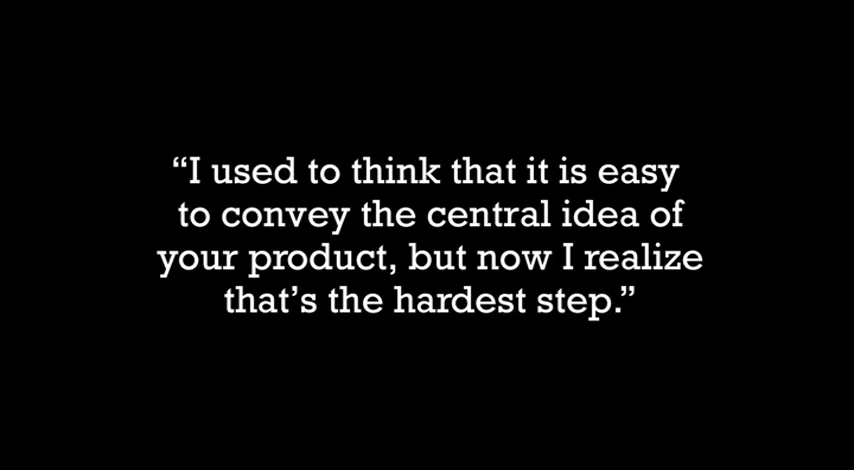 “I used to think that it is easy
to convey the central idea of
your product, but now I realize
that’s the hardest step.”